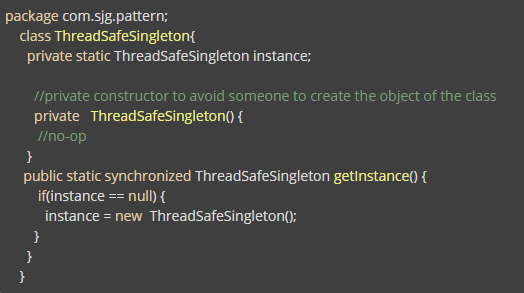 package com.sjg.pattern;
class ThreadSafeSingleton{
private static ThreadSafeSingleton instance;
//private constructor to avoid someone to create the object of the class
private ThreadSafeSingleton() {
//no-op
}
public static synchronized ThreadSafeSingleton getInstance() {
if(instance == null) {
instance = new ThreadSafeSingleton();
}
}
}